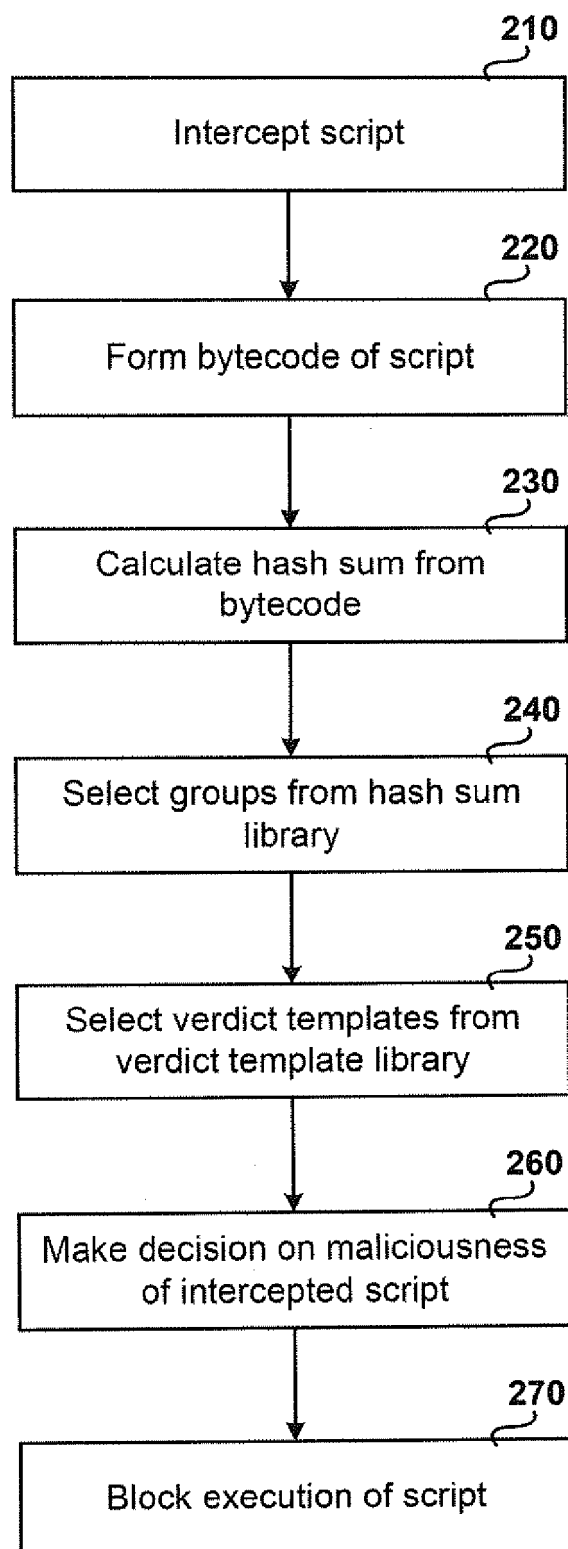 210
Intercept script
220
Form bytecode of script
230
Calculate hash sum from
bytecode
240
Select groups from hash sum
library
250
Select verdict templates from
verdict template library
260
Make decision on maliciousness
of intercepted script
270
Block execution of script